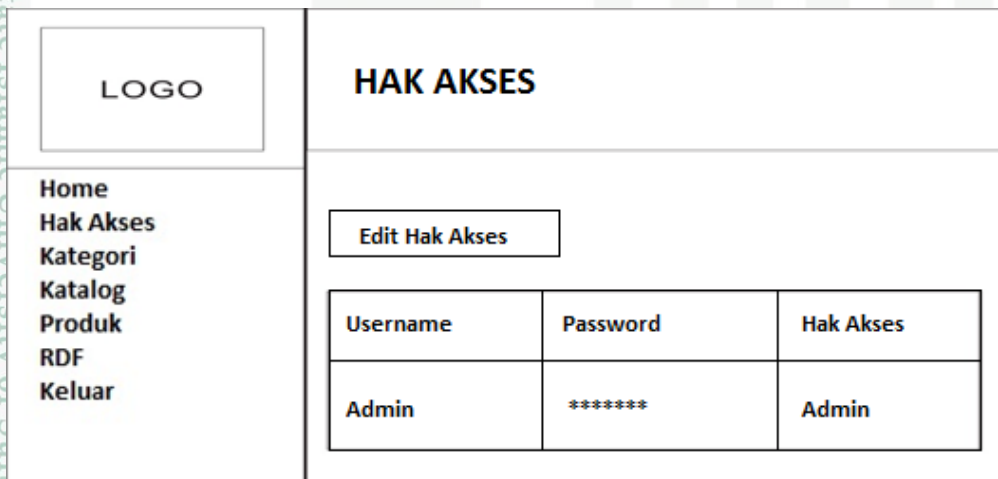 LOGO
HAK AKSES
Home
Hak Akses
Kategori
Katalog
Produk
RDF
Keluar
Edit Hak Akses
Username Password Hak Akses
Admin ******* Admin